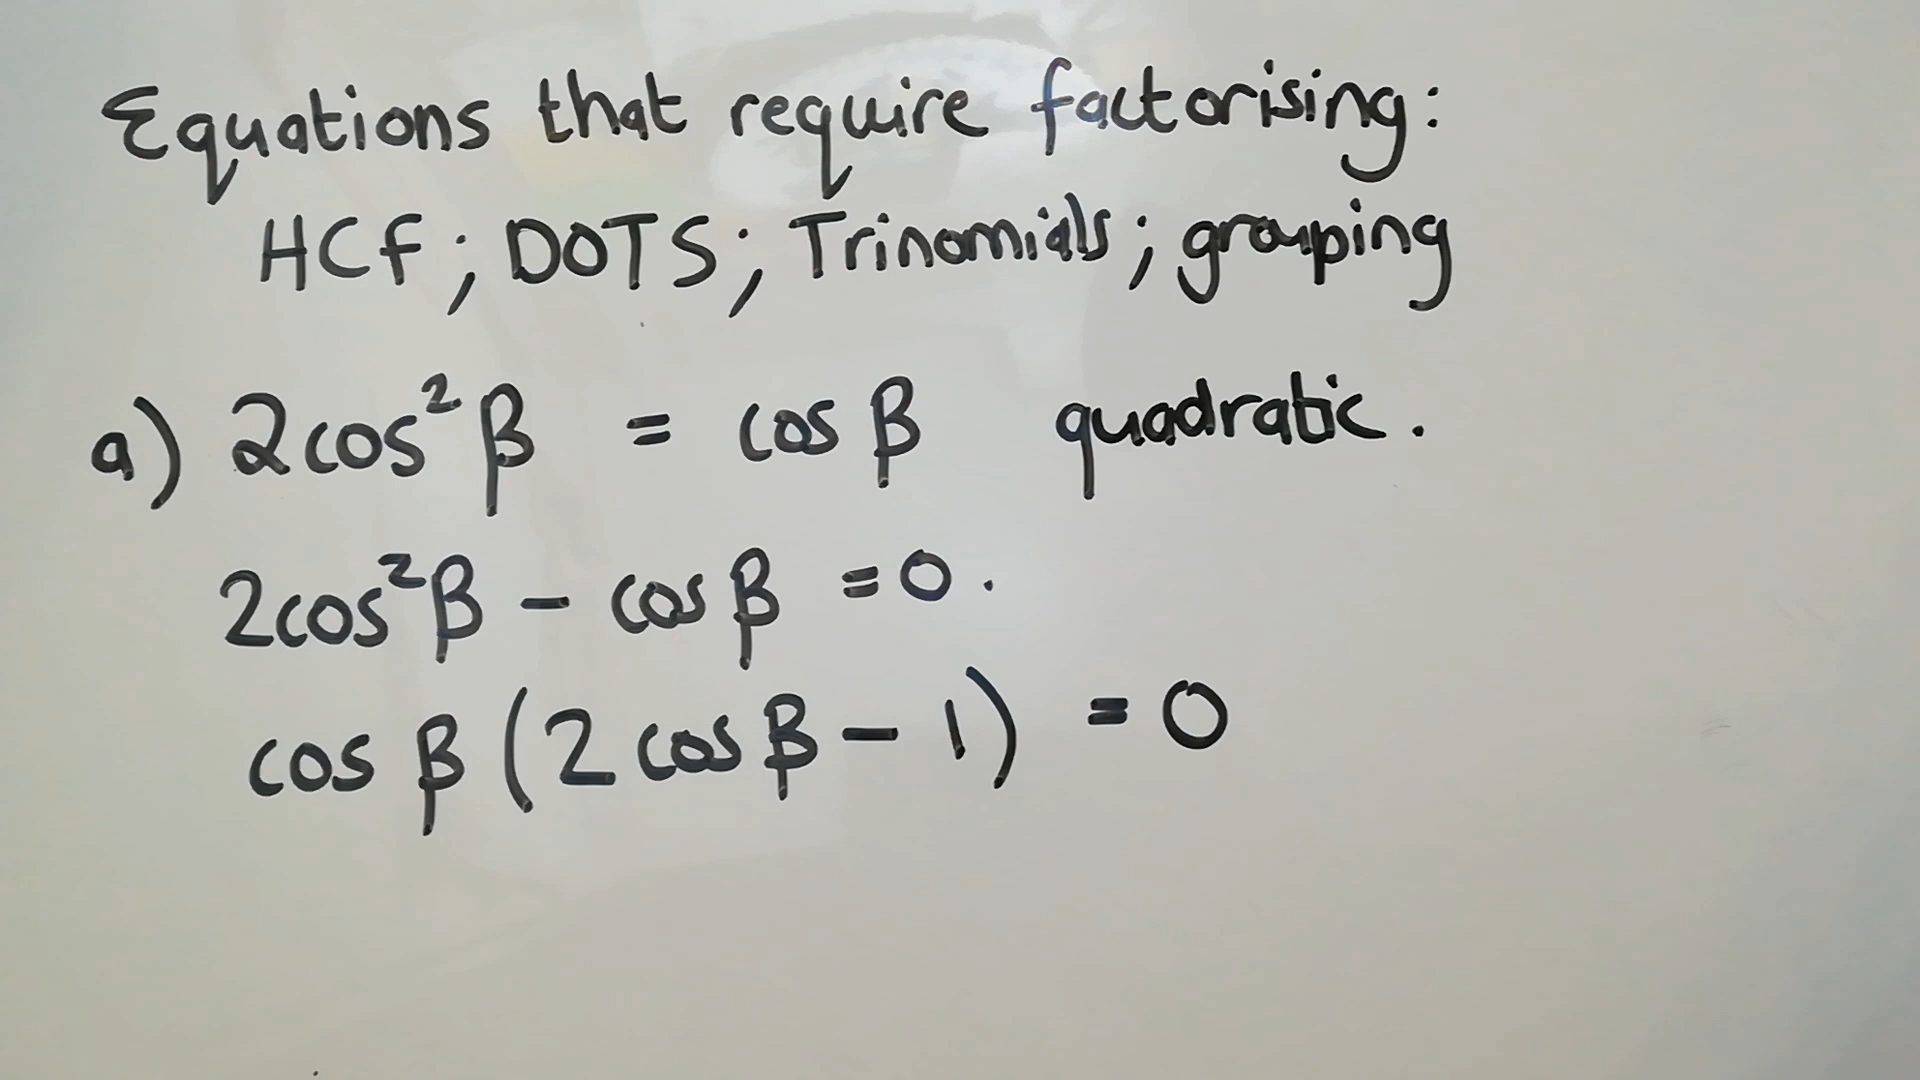 Equations that require factorising:
HCf; DOTS; Trinomials; grouping
a) 2cos²β = cos β quadratic.
2cos²β - cos β = 0.
cos β (2 cos β - 1) = 0